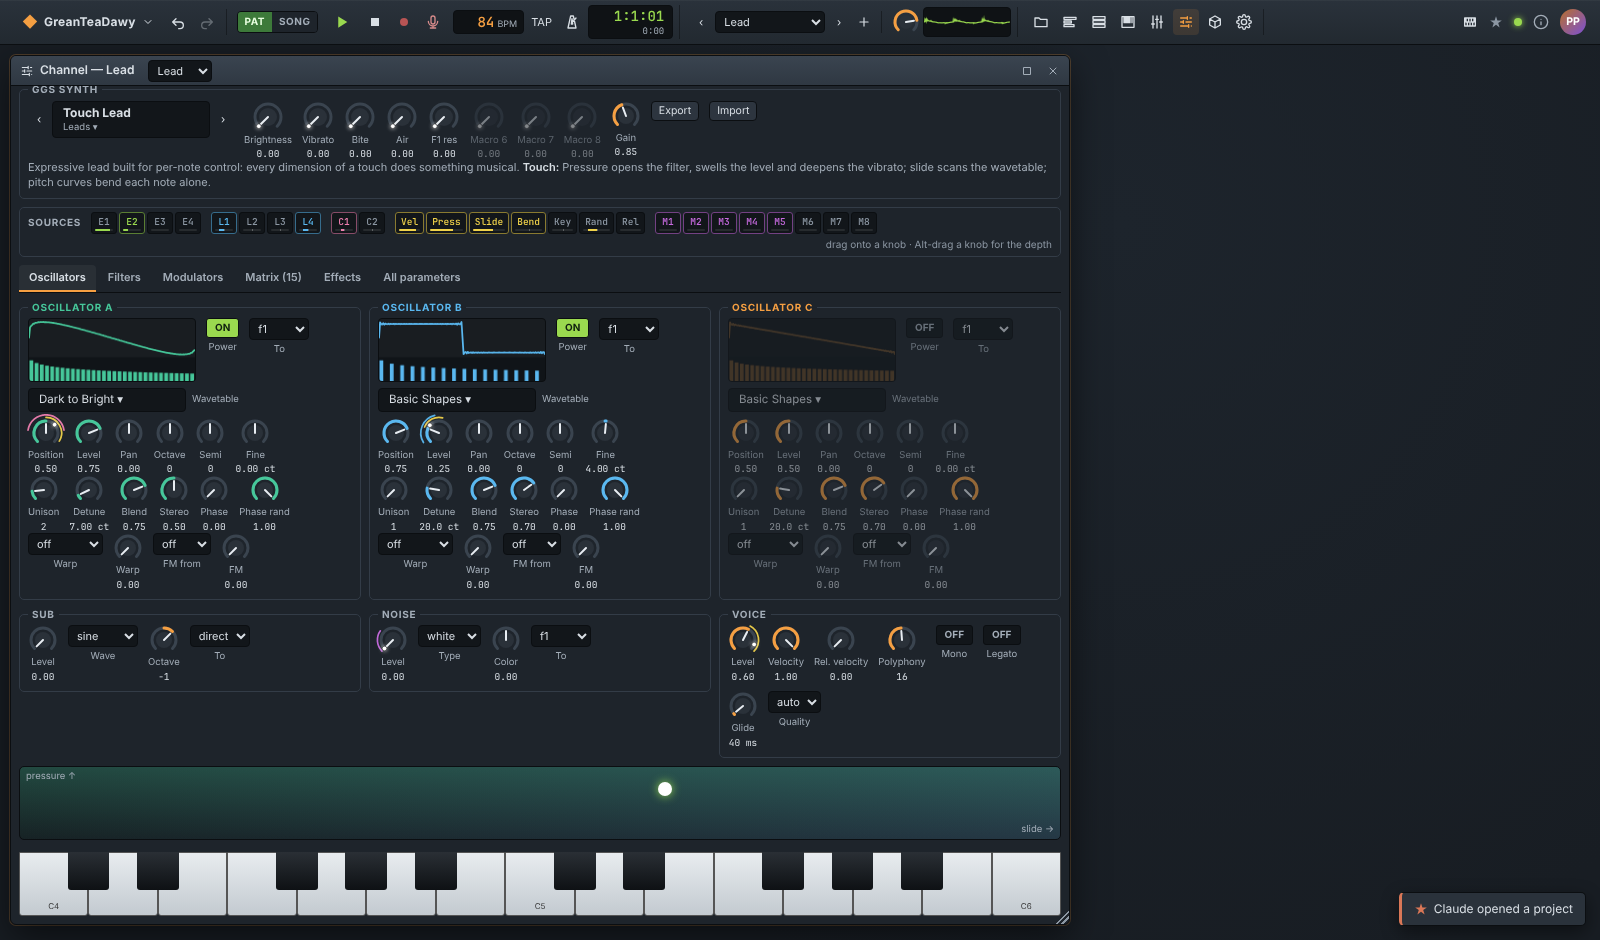 GreanTeaDawy
PAT SONG
84 BPM TAP
1:1:01
0:00
Lead
PP
Channel — Lead Lead
GGS SYNTH
Touch Lead
Leads ▾
Brightness Vibrato Bite Air F1 res Macro 6 Macro 7 Macro 8 Gain
0.00 0.00 0.00 0.00 0.00 0.00 0.00 0.00 0.85
Export Import
Expressive lead built for per-note control: every dimension of a touch does something musical. Touch: Pressure opens the filter, swells the level and deepens the vibrato; slide scans the wavetable;
pitch curves bend each note alone.
SOURCES E1 E2 E3 E4 L1 L2 L3 L4 C1 C2 Vel Press Slide Bend Key Rand Rel M1 M2 M3 M4 M5 M6 M7 M8
drag onto a knob · Alt-drag a knob for the depth
Oscillators Filters Modulators Matrix (15) Effects All parameters
OSCILLATOR A
ON f1
Power To
Dark to Bright ▾ Wavetable
Position Level Pan Octave Semi Fine
0.50 0.75 0.00 0 0 0.00 ct
Unison Detune Blend Stereo Phase Phase rand
2 7.00 ct 0.75 0.50 0.00 1.00
off off
Warp Warp FM from FM
0.00 0.00
OSCILLATOR B
ON f1
Power To
Basic Shapes ▾ Wavetable
Position Level Pan Octave Semi Fine
0.75 0.25 0.00 0 0 4.00 ct
Unison Detune Blend Stereo Phase Phase rand
1 20.0 ct 0.75 0.70 0.00 1.00
off off
Warp Warp FM from FM
0.00 0.00
OSCILLATOR C
OFF f1
Power To
Basic Shapes ▾ Wavetable
Position Level Pan Octave Semi Fine
0.50 0.50 0.00 0 0 0.00 ct
Unison Detune Blend Stereo Phase Phase rand
1 20.0 ct 0.75 0.70 0.00 1.00
off off
Warp Warp FM from FM
0.00 0.00
SUB
sine direct
Level Wave Octave To
0.00 -1
NOISE
white f1
Level Type Color To
0.00 0.00
VOICE
OFF OFF
Level Velocity Rel. velocity Polyphony Mono Legato
0.60 1.00 0.00 16
auto
Glide Quality
40 ms
pressure ↑
slide →
C4 C5 C6
★ Claude opened a project